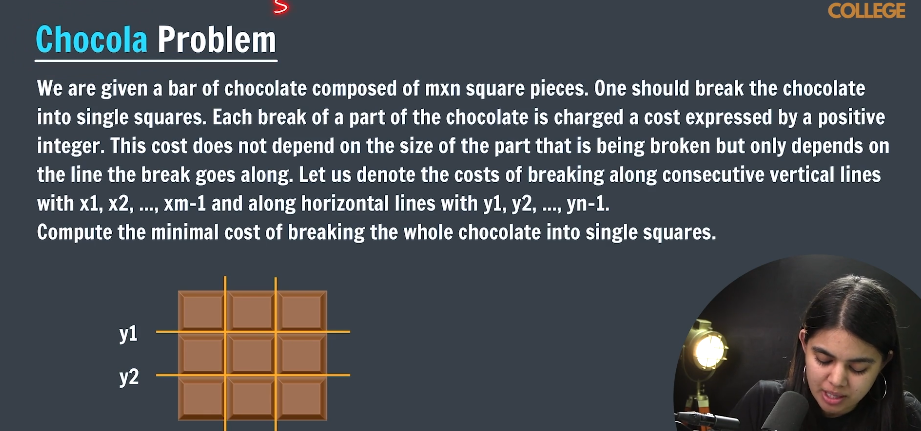 S
COLLEGE
Chocola Problem
We are given a bar of chocolate composed of mxn square pieces. One should break the chocolate
into single squares. Each break of a part of the chocolate is charged a cost expressed by a positive
integer. This cost does not depend on the size of the part that is being broken but only depends on
the line the break goes along. Let us denote the costs of breaking along consecutive vertical lines
with x1, x2, ..., xm-1 and along horizontal lines with y1, y2, ..., yn-1.
Compute the minimal cost of breaking the whole chocolate into single squares.
y1
y2